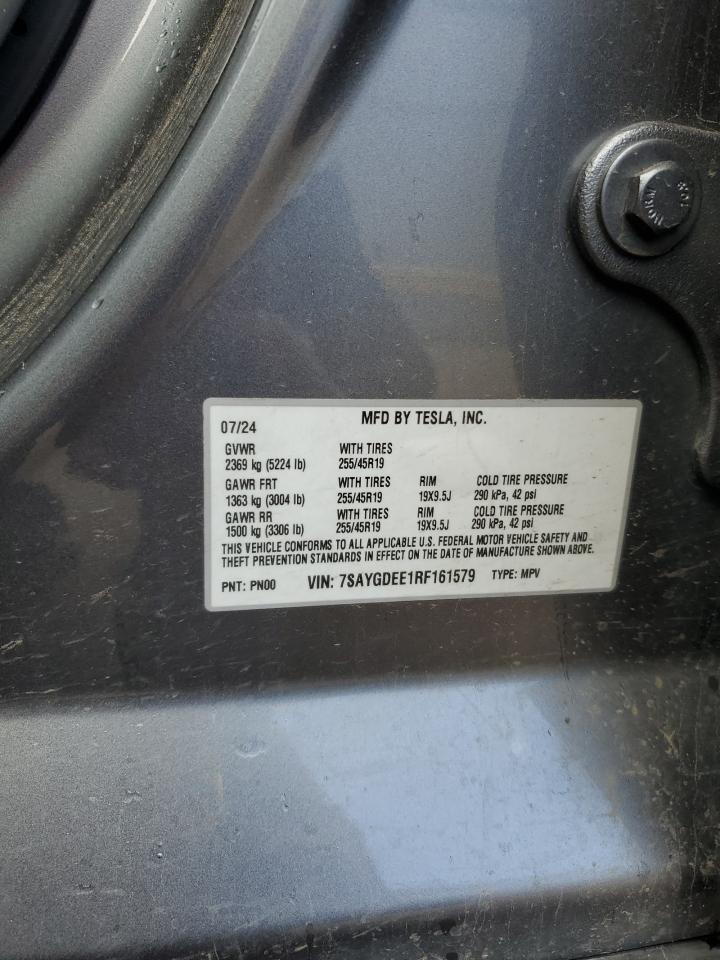 10.9
NORM
07/24 MFD BY TESLA, INC.
GVWR WITH TIRES
2369 kg (5224 lb) 255/45R19
GAWR FRT WITH TIRES RIM COLD TIRE PRESSURE
1363 kg (3004 lb) 255/45R19 19X9.5J 290 kPa, 42 psi
GAWR RR WITH TIRES RIM COLD TIRE PRESSURE
1500 kg (3306 lb) 255/45R19 19X9.5J 290 kPa, 42 psi
THIS VEHICLE CONFORMS TO ALL APPLICABLE U.S. FEDERAL MOTOR VEHICLE SAFETY AND
THEFT PREVENTION STANDARDS IN EFFECT ON THE DATE OF MANUFACTURE SHOWN ABOVE.
PNT: PN00 VIN: 7SAYGDEE1RF161579 TYPE: MPV